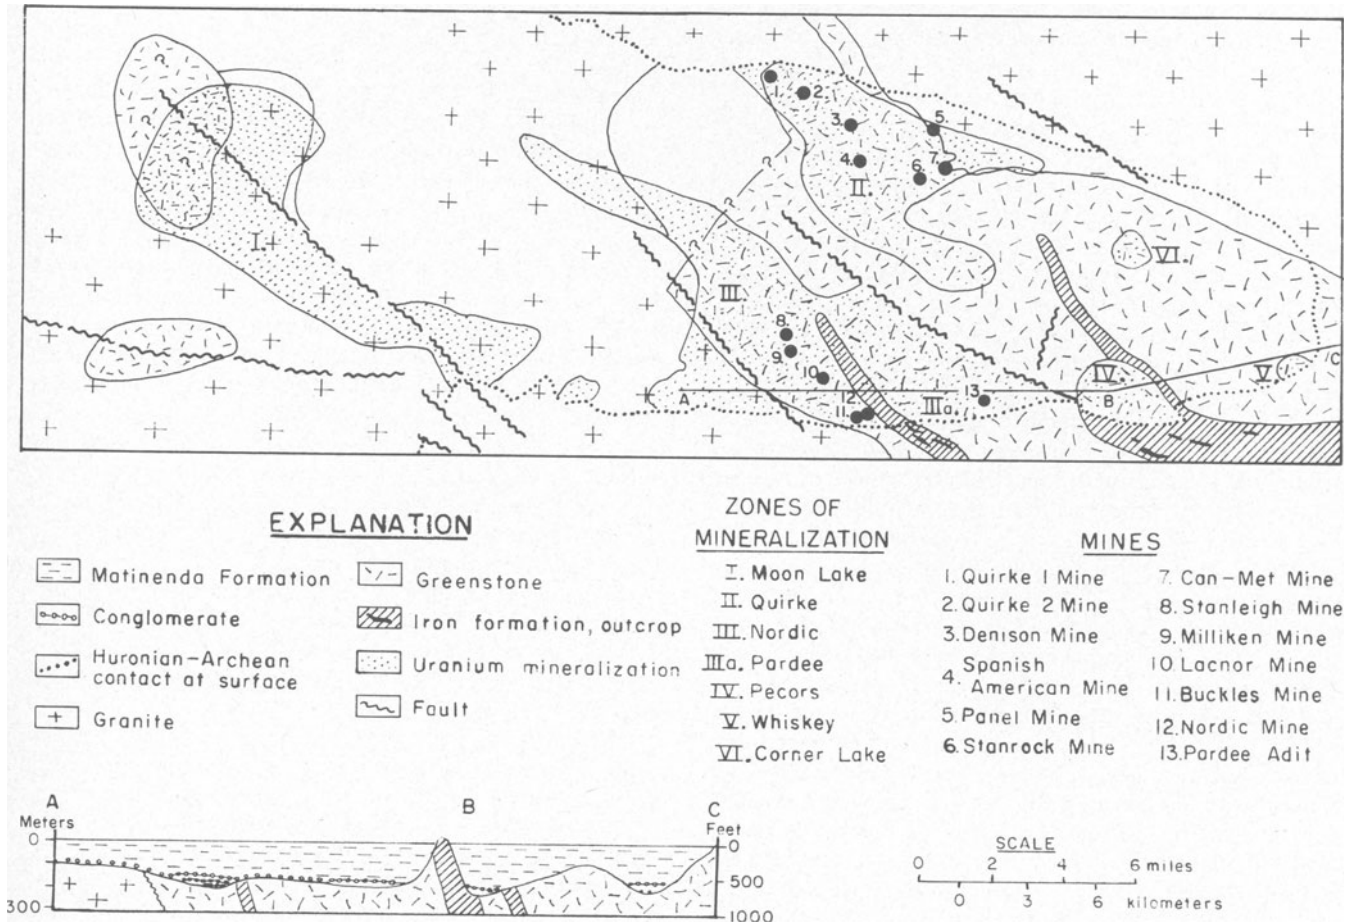 ?
?
?
?
?
1
2
3.
5.
4.
6
7
II.
I.
III.
VI.
8
9
10
12
11
13
IIIa.
A
IV.
B
V.
C
EXPLANATION
Matinenda Formation
Conglomerate
Huronian-Archean
contact at surface
Granite
Greenstone
Iron formation, outcrop
Uranium mineralization
Fault
ZONES OF
MINERALIZATION
I. Moon Lake
II. Quirke
III. Nordic
IIIa. Pardee
IV. Pecors
V. Whiskey
VI. Corner Lake
MINES
1. Quirke 1 Mine
2. Quirke 2 Mine
3. Denison Mine
4. Spanish
American Mine
5. Panel Mine
6. Stanrock Mine
7. Can-Met Mine
8. Stanleigh Mine
9. Milliken Mine
10. Lacnor Mine
11. Buckles Mine
12. Nordic Mine
13. Pardee Adit
A B C
Meters Feet
0 0
500
300 1000
SCALE
0 2 4 6 miles
0 3 6 kilometers